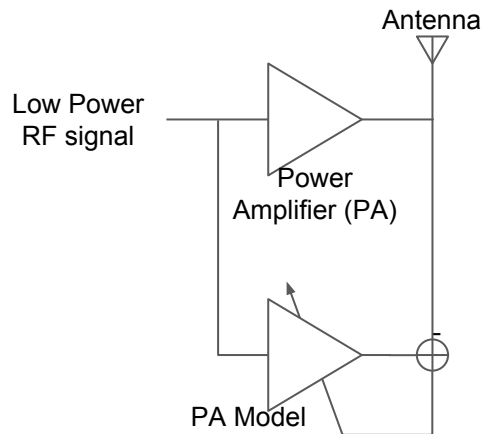 Antenna
Low Power
RF signal
Power
Amplifier (PA)
-
PA Model